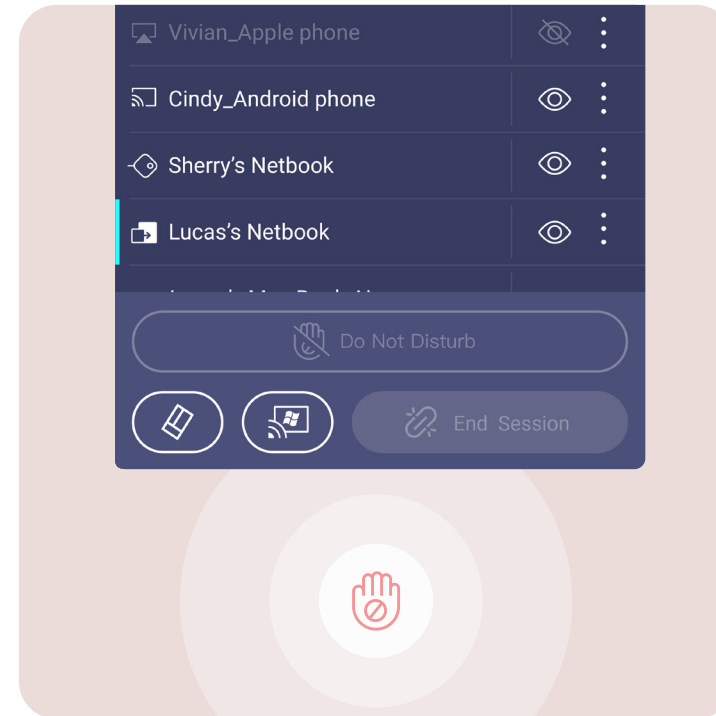 Vivian_Apple phone
Cindy_Android phone
Sherry's Netbook
Lucas's Netbook
Do Not Disturb
End Session